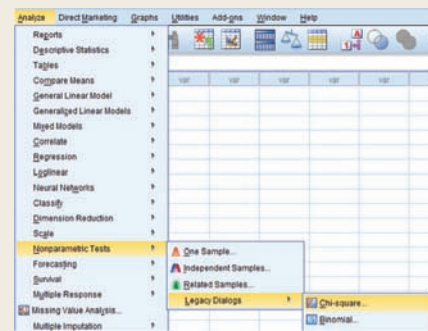 Analyze Direct Marketing Graphs Utilities Add-ons Window Help
Reports
Descriptive Statistics
Tables
Compare Means
General Linear Model
Generalized Linear Models
Mixed Models
Correlate
Regression
Loglinear
Neural Networks
Classify
Dimension Reduction
Scale
Nonparametric Tests
Forecasting
Survival
Multiple Response
Missing Value Analysis...
Multiple Imputation
var var var var var
One Sample...
Independent Samples...
Related Samples...
Legacy Dialogs
Chi-square...
Binomial...